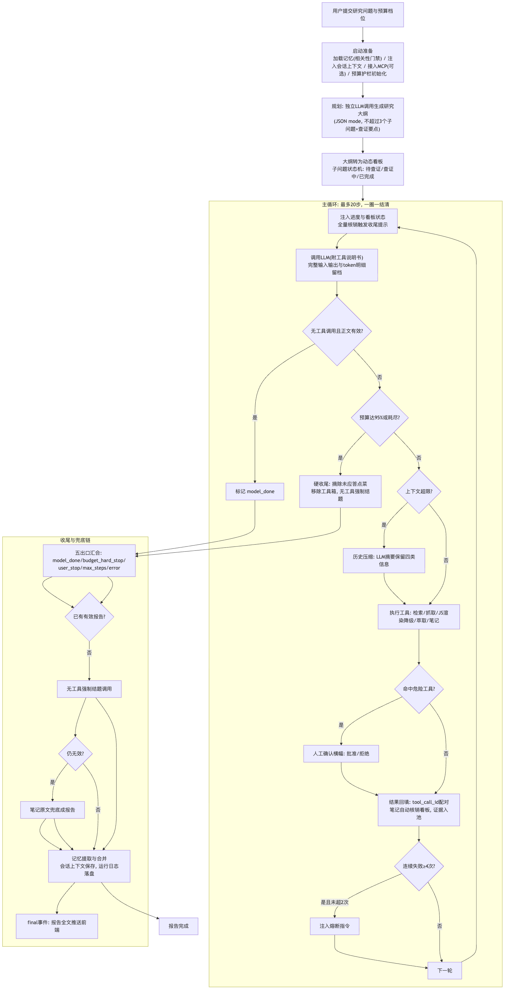 用户提交研究问题与预算档
位
启动准备
加载记忆(相关性门禁) / 注
入会话上下文 / 接入MCP(可
选) / 预算护栏初始化
规划: 独立LLM调用生成研究
大纲
(JSON mode, 不超过3个子
问题+查证要点)
大纲转为动态看板
子问题状态机: 待查证/查证
中/已完成
主循环: 最多20步, 一圈一结清
注入进度与看板状态
全量核销触发收尾提示
调用LLM(附工具说明书)
完整输入输出与token明细
留档
无工具调用且正文有效?
否
是
预算达95%或耗尽?
是
否
标记 model_done
硬收尾: 摘除未应答点菜
移除工具箱, 无工具强制结
题
上下文超限?
是
否
历史压缩: LLM摘要保留四类
信息
执行工具: 检索/抓取/JS渲
染降级/萃取/笔记
命中危险工具?
是
否
人工确认横幅: 批准/拒绝
结果回填: tool_call_id配对
笔记自动核销看板, 证据入
池
连续失败≥4次?
是且未超2次
否
注入熔断指令
下一轮
收尾与兜底链
五出口汇合:
model_done/budget_hard_stop/
user_stop/max_steps/error
已有有效报告?
否
无工具强制结题调用
仍无效?
是
否
笔记原文兜底成报告
记忆提取与合并
会话上下文保存, 运行日志
落盘
final事件: 报告全文推送前
端
报告完成